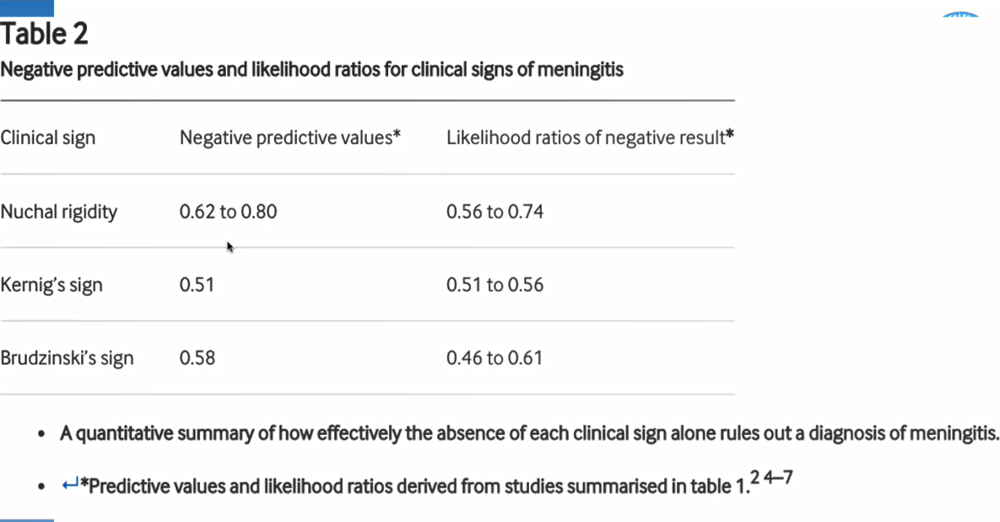 Table 2
Negative predictive values and likelihood ratios for clinical signs of meningitis
Clinical sign Negative predictive values* Likelihood ratios of negative result*
Nuchal rigidity 0.62 to 0.80 0.56 to 0.74
Kernig's sign 0.51 0.51 to 0.56
Brudzinski's sign 0.58 0.46 to 0.61
• A quantitative summary of how effectively the absence of each clinical sign alone rules out a diagnosis of meningitis.
• ↵*Predictive values and likelihood ratios derived from studies summarised in table 1.2 4–7